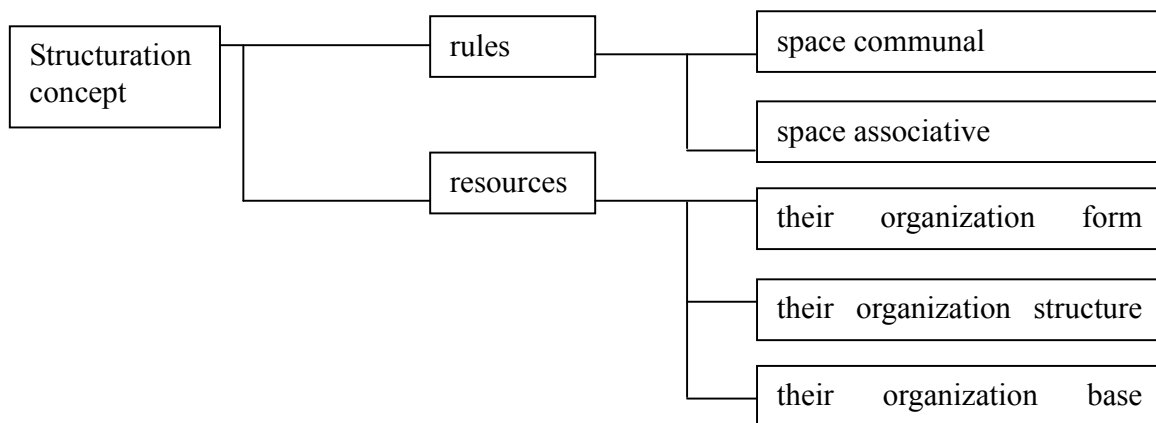 Structuration
concept
rules
space communal
space associative
resources
their organization form
their organization structure
their organization base